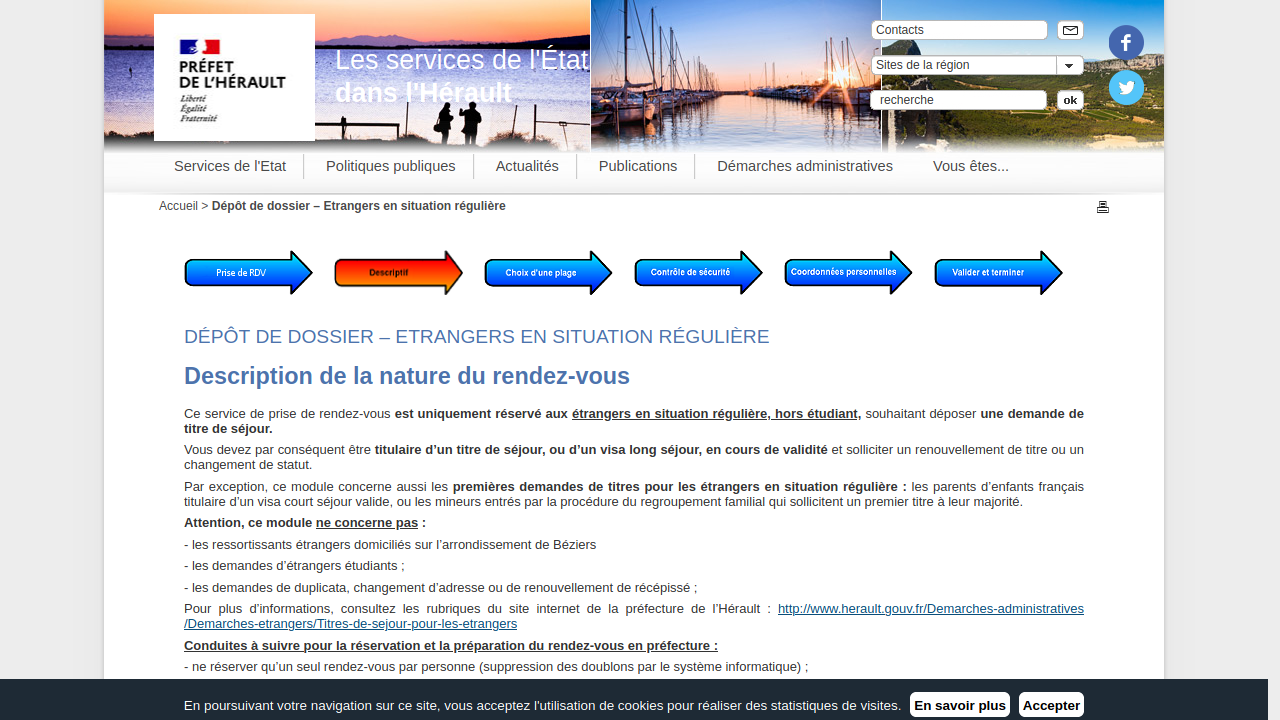 PRÉFET
DE L'HÉRAULT
Liberté
Égalité
Fraternité
Les services de l'État
dans l'Hérault
Contacts
Sites de la région
recherche
ok
Services de l'Etat
Politiques publiques
Actualités
Publications
Démarches administratives
Vous êtes...
Accueil > Dépôt de dossier – Etrangers en situation régulière
Prise de RDV
Descriptif
Choix d'une plage
Contrôle de sécurité
Coordonnées personnelles
Valider et terminer
DÉPÔT DE DOSSIER – ETRANGERS EN SITUATION RÉGULIÈRE
Description de la nature du rendez-vous
Ce service de prise de rendez-vous est uniquement réservé aux étrangers en situation régulière, hors étudiant, souhaitant déposer une demande de
titre de séjour.
Vous devez par conséquent être titulaire d’un titre de séjour, ou d’un visa long séjour, en cours de validité et solliciter un renouvellement de titre ou un
changement de statut.
Par exception, ce module concerne aussi les premières demandes de titres pour les étrangers en situation régulière : les parents d’enfants français
titulaire d’un visa court séjour valide, ou les mineurs entrés par la procédure du regroupement familial qui sollicitent un premier titre à leur majorité.
Attention, ce module ne concerne pas :
- les ressortissants étrangers domiciliés sur l’arrondissement de Béziers
- les demandes d’étrangers étudiants ;
- les demandes de duplicata, changement d’adresse ou de renouvellement de récépissé ;
Pour plus d’informations, consultez les rubriques du site internet de la préfecture de l’Hérault : http://www.herault.gouv.fr/Demarches-administratives
/Demarches-etrangers/Titres-de-sejour-pour-les-etrangers
Conduites à suivre pour la réservation et la préparation du rendez-vous en préfecture :
- ne réserver qu’un seul rendez-vous par personne (suppression des doublons par le système informatique) ;
En poursuivant votre navigation sur ce site, vous acceptez l'utilisation de cookies pour réaliser des statistiques de visites. En savoir plus Accepter